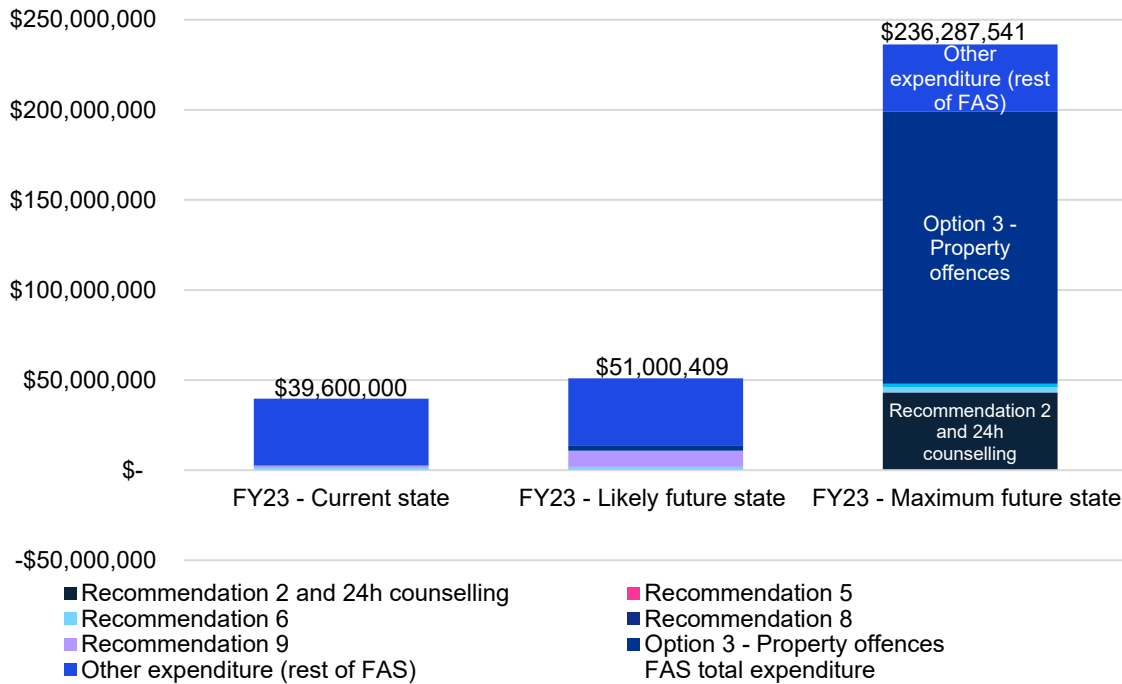 $250,000,000
$236,287,541
Other
expenditure (rest
of FAS)
$200,000,000
$150,000,000
Option 3 -
Property
offences
$100,000,000
$50,000,000
$39,600,000
$51,000,409
Recommendation 2
and 24h
counselling
$-
FY23 - Current state
FY23 - Likely future state
FY23 - Maximum future state
-$50,000,000
Recommendation 2 and 24h counselling
Recommendation 5
Recommendation 6
Recommendation 8
Recommendation 9
Option 3 - Property offences
Other expenditure (rest of FAS)
FAS total expenditure